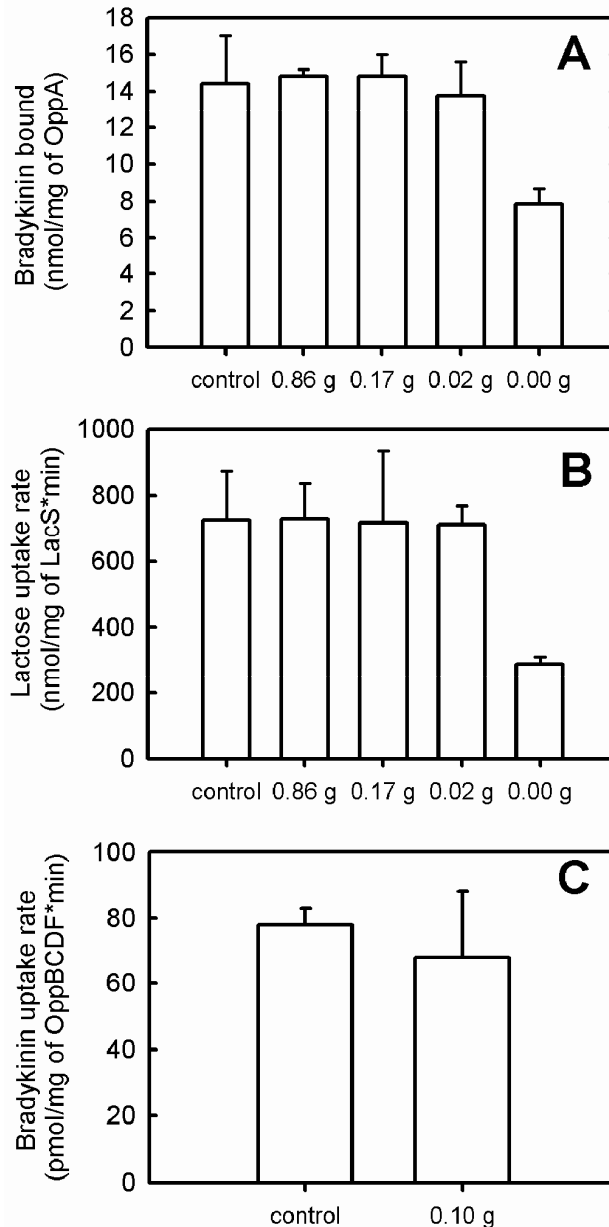 A
Bradykinin bound
(nmol/mg of OppA)
18
16
14
12
10
8
6
4
2
0
control 0.86 g 0.17 g 0.02 g 0.00 g
B
Lactose uptake rate
(nmol/mg of LacS*min)
1000
800
600
400
200
0
control 0.86 g 0.17 g 0.02 g 0.00 g
C
Bradykinin uptake rate
(pmol/mg of OppBCDF*min)
100
80
60
40
20
0
control 0.10 g